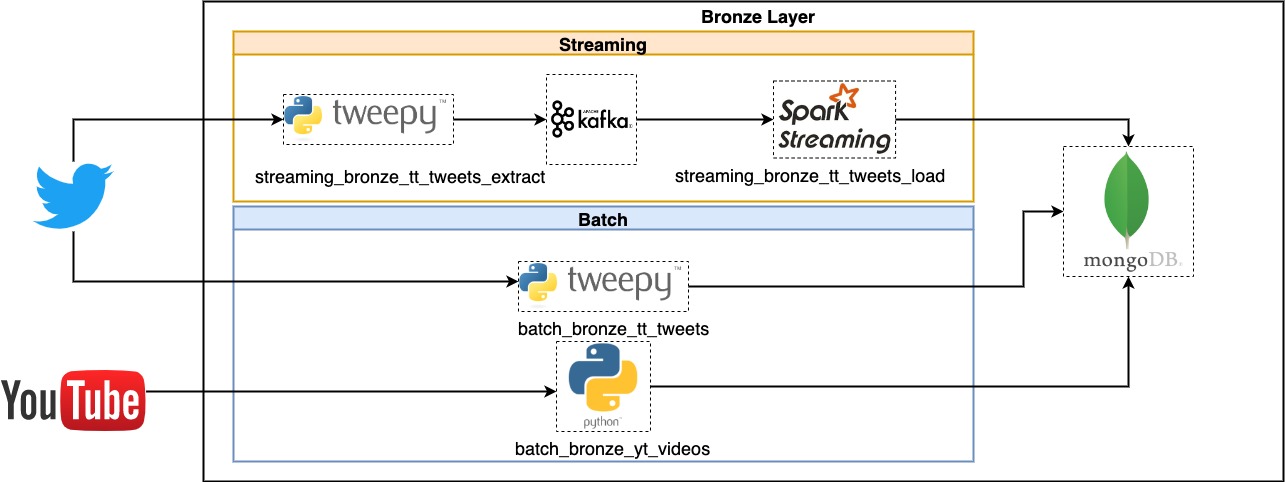 Bronze Layer
Streaming
tweepy™
APACHE
kafka
Spark
Streaming
streaming_bronze_tt_tweets_extract
streaming_bronze_tt_tweets_load
mongoDB
Batch
tweepy™
batch_bronze_tt_tweets
YouTube
python™
batch_bronze_yt_videos